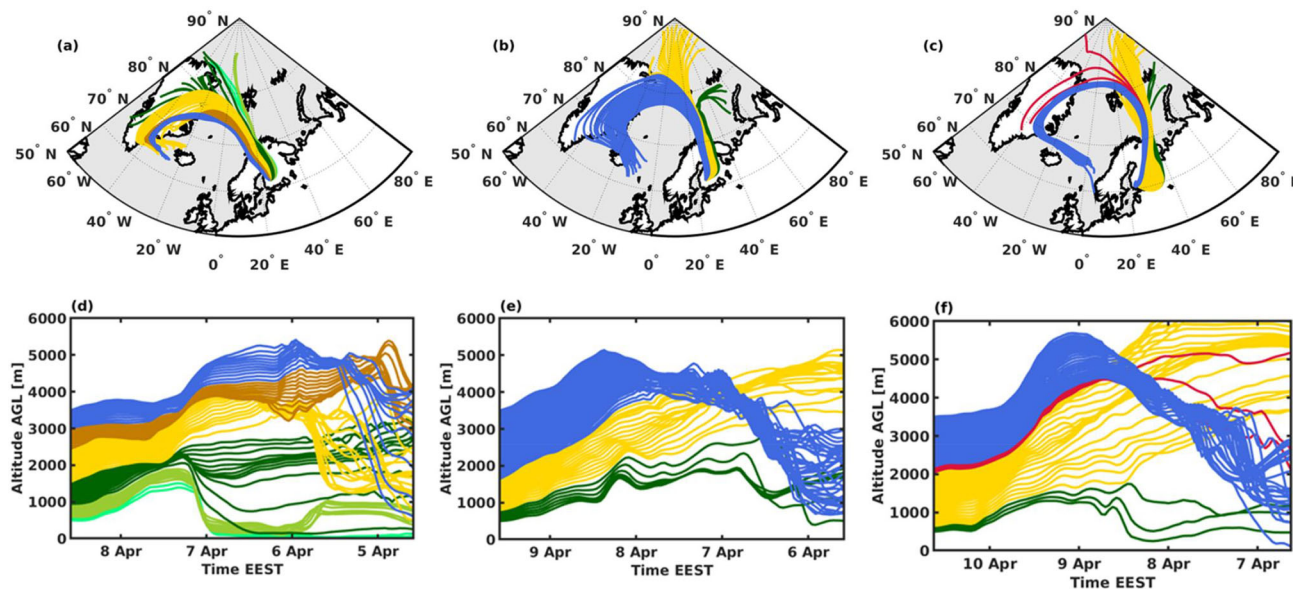 (a)
90° N
80° N
70° N
60° N
50° N
60° W
40° W
20° W
0°
20° E
40° E
60° E
80° E
(b)
90° N
80° N
70° N
60° N
50° N
60° W
40° W
20° W
0°
20° E
40° E
60° E
80° E
(c)
90° N
80° N
70° N
60° N
50° N
60° W
40° W
20° W
0°
20° E
40° E
60° E
80° E
(d)
Altitude AGL [m]
6000
5000
4000
3000
2000
1000
0
8 Apr 7 Apr 6 Apr 5 Apr
Time EEST
(e)
Altitude AGL [m]
6000
5000
4000
3000
2000
1000
0
9 Apr 8 Apr 7 Apr 6 Apr
Time EEST
(f)
Altitude AGL [m]
6000
5000
4000
3000
2000
1000
0
10 Apr 9 Apr 8 Apr 7 Apr
Time EEST